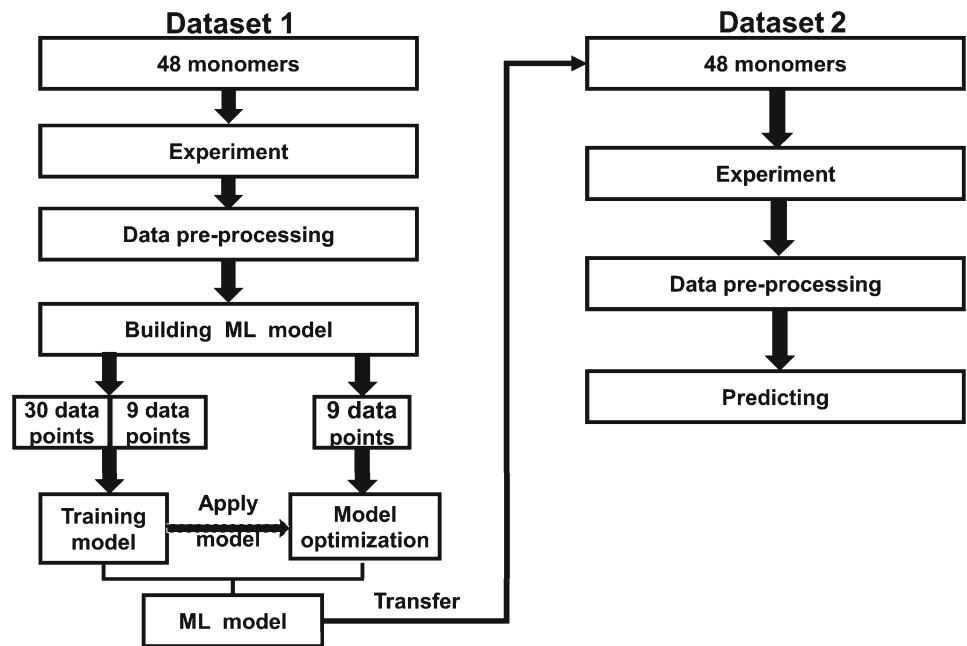 Dataset 1
48 monomers
Experiment
Data pre-processing
Building ML model
30 data
points
9 data
points
9 data
points
Training
model
Apply
model
Model
optimization
ML model
Transfer
Dataset 2
48 monomers
Experiment
Data pre-processing
Predicting